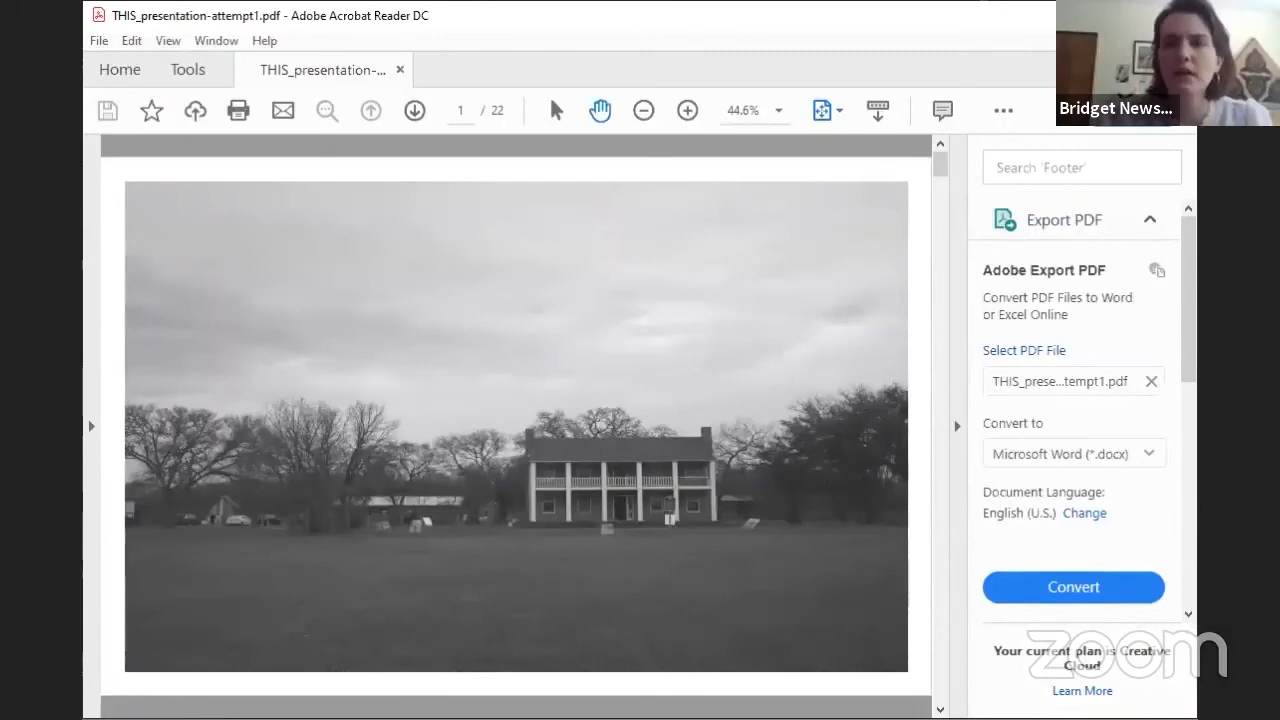 THIS_presentation-attempt1.pdf - Adobe Acrobat Reader DC
File Edit View Window Help
Home Tools THIS_presentation-... ×
1 / 22 44.6%
Bridget News...
Search 'Footer'
Export PDF
Adobe Export PDF
Convert PDF Files to Word
or Excel Online
Select PDF File
THIS_prese...tempt1.pdf
Convert to
Microsoft Word (*.docx)
Document Language:
English (U.S.) Change
Convert
Your current plan is Creative
Cloud
zoom
Learn More